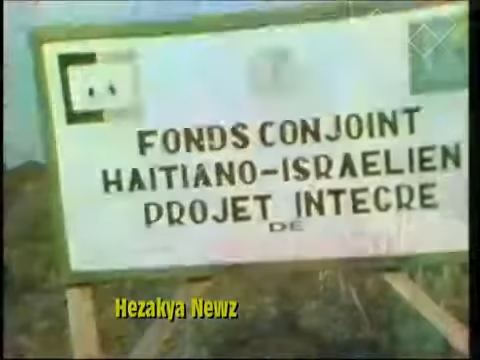 FONDS CONJOINT
HAITIANO-ISRAELIEN
PROJET INTEGRE
DE
Hezakya Newz